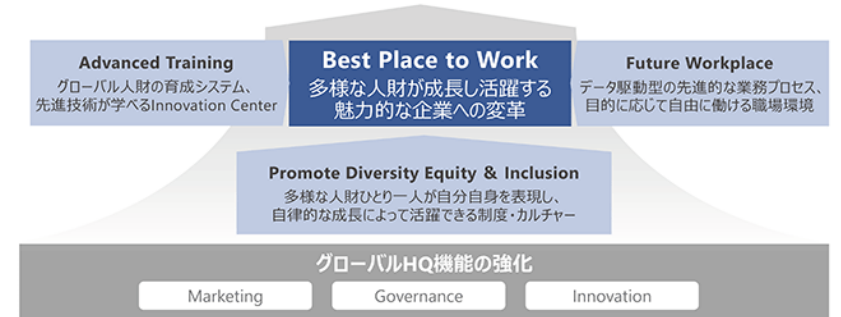 Advanced Training
グローバル人財の育成システム、
先進技術が学べるInnovation Center
Best Place to Work
多様な人財が成長し活躍する
魅力的な企業への変革
Future Workplace
データ駆動型の先進的な業務プロセス、
目的に応じて自由に働ける職場環境
Promote Diversity Equity & Inclusion
多様な人財ひとり一人が自分自身を表現し、
自律的な成長によって活躍できる制度・カルチャー
グローバルHQ機能の強化
Marketing
Governance
Innovation